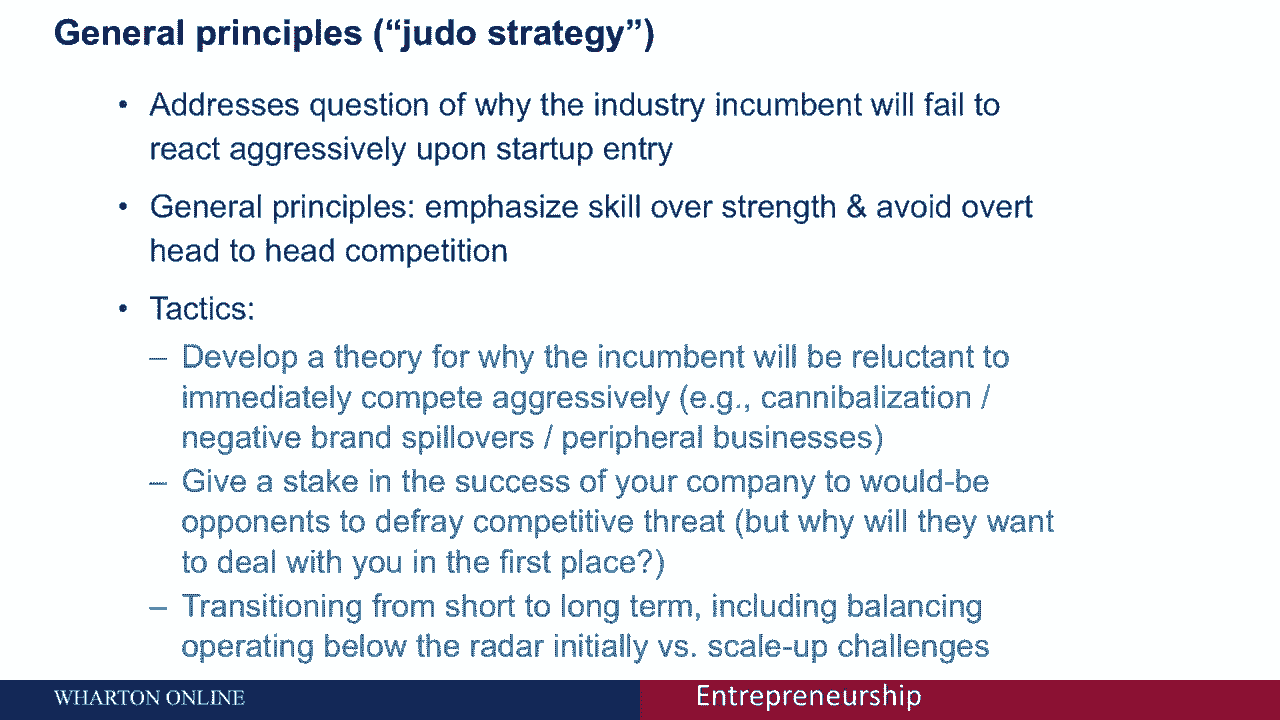 General principles (“judo strategy”)
• Addresses question of why the industry incumbent will fail to
react aggressively upon startup entry
• General principles: emphasize skill over strength & avoid overt
head to head competition
• Tactics:
– Develop a theory for why the incumbent will be reluctant to
immediately compete aggressively (e.g., cannibalization /
negative brand spillovers / peripheral businesses)
– Give a stake in the success of your company to would-be
opponents to defray competitive threat (but why will they want
to deal with you in the first place?)
– Transitioning from short to long term, including balancing
operating below the radar initially vs. scale-up challenges
WHARTON ONLINE
Entrepreneurship